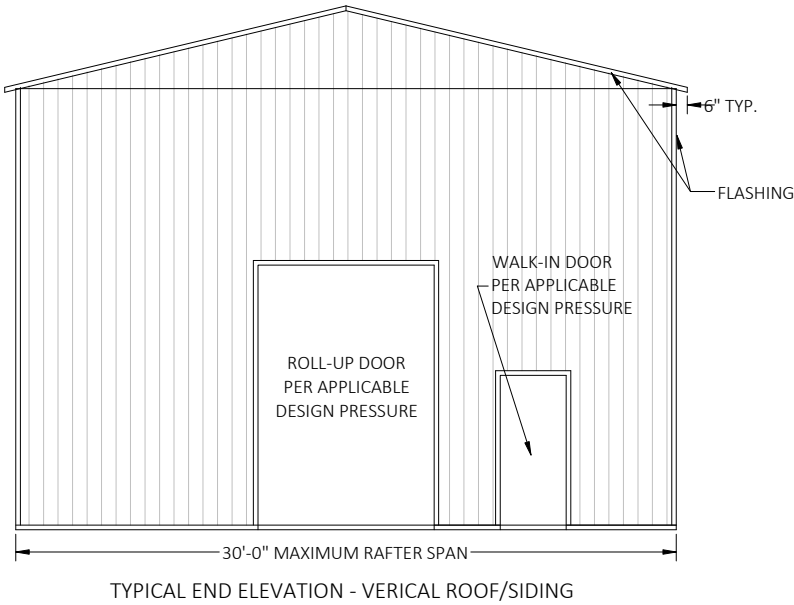 6" TYP.
FLASHING
WALK-IN DOOR
PER APPLICABLE
DESIGN PRESSURE
ROLL-UP DOOR
PER APPLICABLE
DESIGN PRESSURE
30'-0" MAXIMUM RAFTER SPAN
TYPICAL END ELEVATION - VERICAL ROOF/SIDING